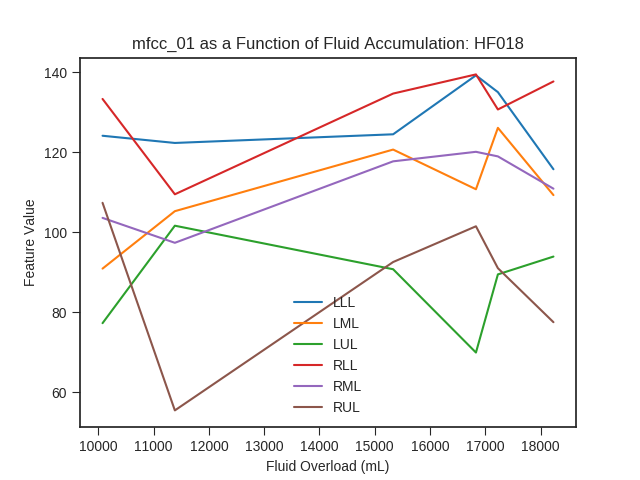 mfcc_01 as a Function of Fluid Accumulation: HF018
140
120
100
80
60
Feature Value
LLL
LML
LUL
RLL
RML
RUL
10000 11000 12000 13000 14000 15000 16000 17000 18000
Fluid Overload (mL)